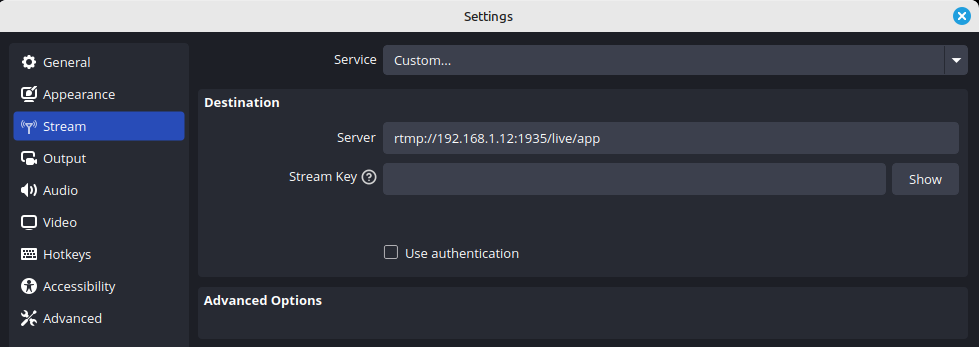 Settings
General
Appearance
Stream
Output
Audio
Video
Hotkeys
Accessibility
Advanced
Service Custom...
Destination
Server rtmp://192.168.1.12:1935/live/app
Stream Key ? Show
Use authentication
Advanced Options